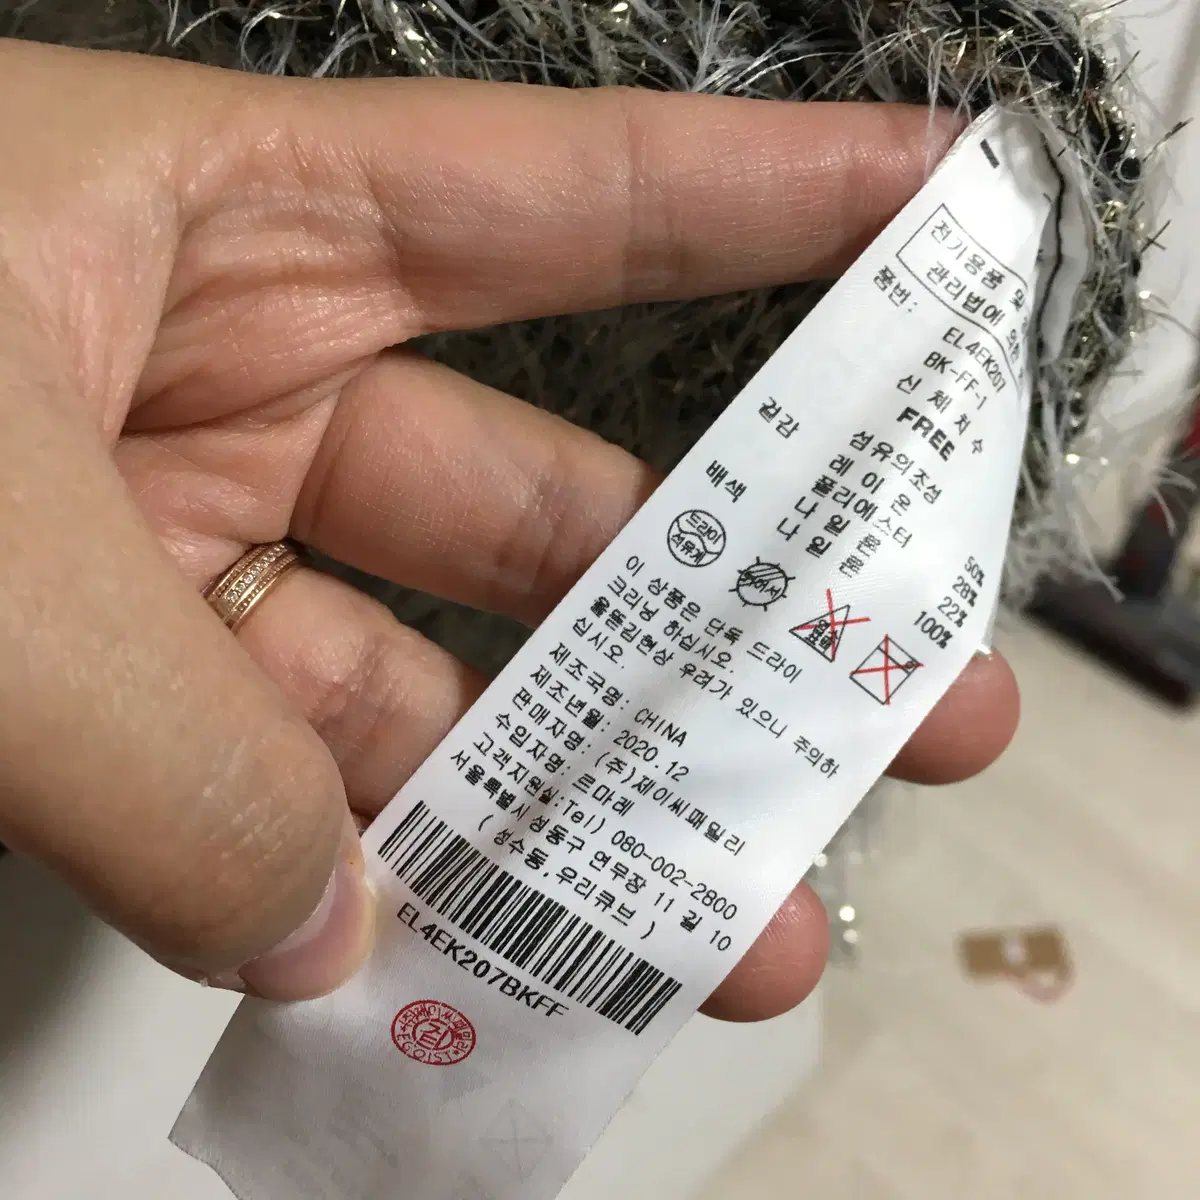 전기용품 및
관리법에 의한
품번:
EL4EK207
BK-FF-1
신 체 치 수
FREE
섬유의조성
겉감 레 이 온 50%
폴리에스터 28%
나 일 론 22%
배색 나 일 론 100%
드라이
석유계
이 상품은 단독 드라이
크리닝 하십시오.
올뜯김현상 우려가 있으니 주의하
십시오.
제조국명: CHINA
제조년월: 2020.12
판매자명: (주)제이씨패밀리
수입자명: 르마레
고객지원실:Tel) 080-002-2800
서울특별시 성동구 연무장 11 길 10
( 성수동,우리큐브 )
EL4EK207BKFF
검
EGOIST